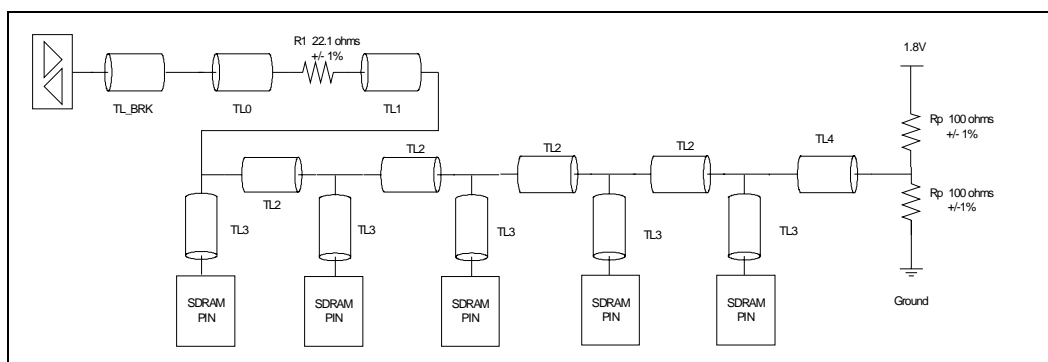 R1 22.1 ohms
+/- 1%
1.8V
TL_BRK
TL0
TL1
Rp 100 ohms
+/- 1%
TL2
TL2
TL2
TL4
TL2
Rp 100 ohms
+/-1%
TL3
TL3
TL3
TL3
TL3
SDRAM
PIN
SDRAM
PIN
SDRAM
PIN
SDRAM
PIN
SDRAM
PIN
Ground